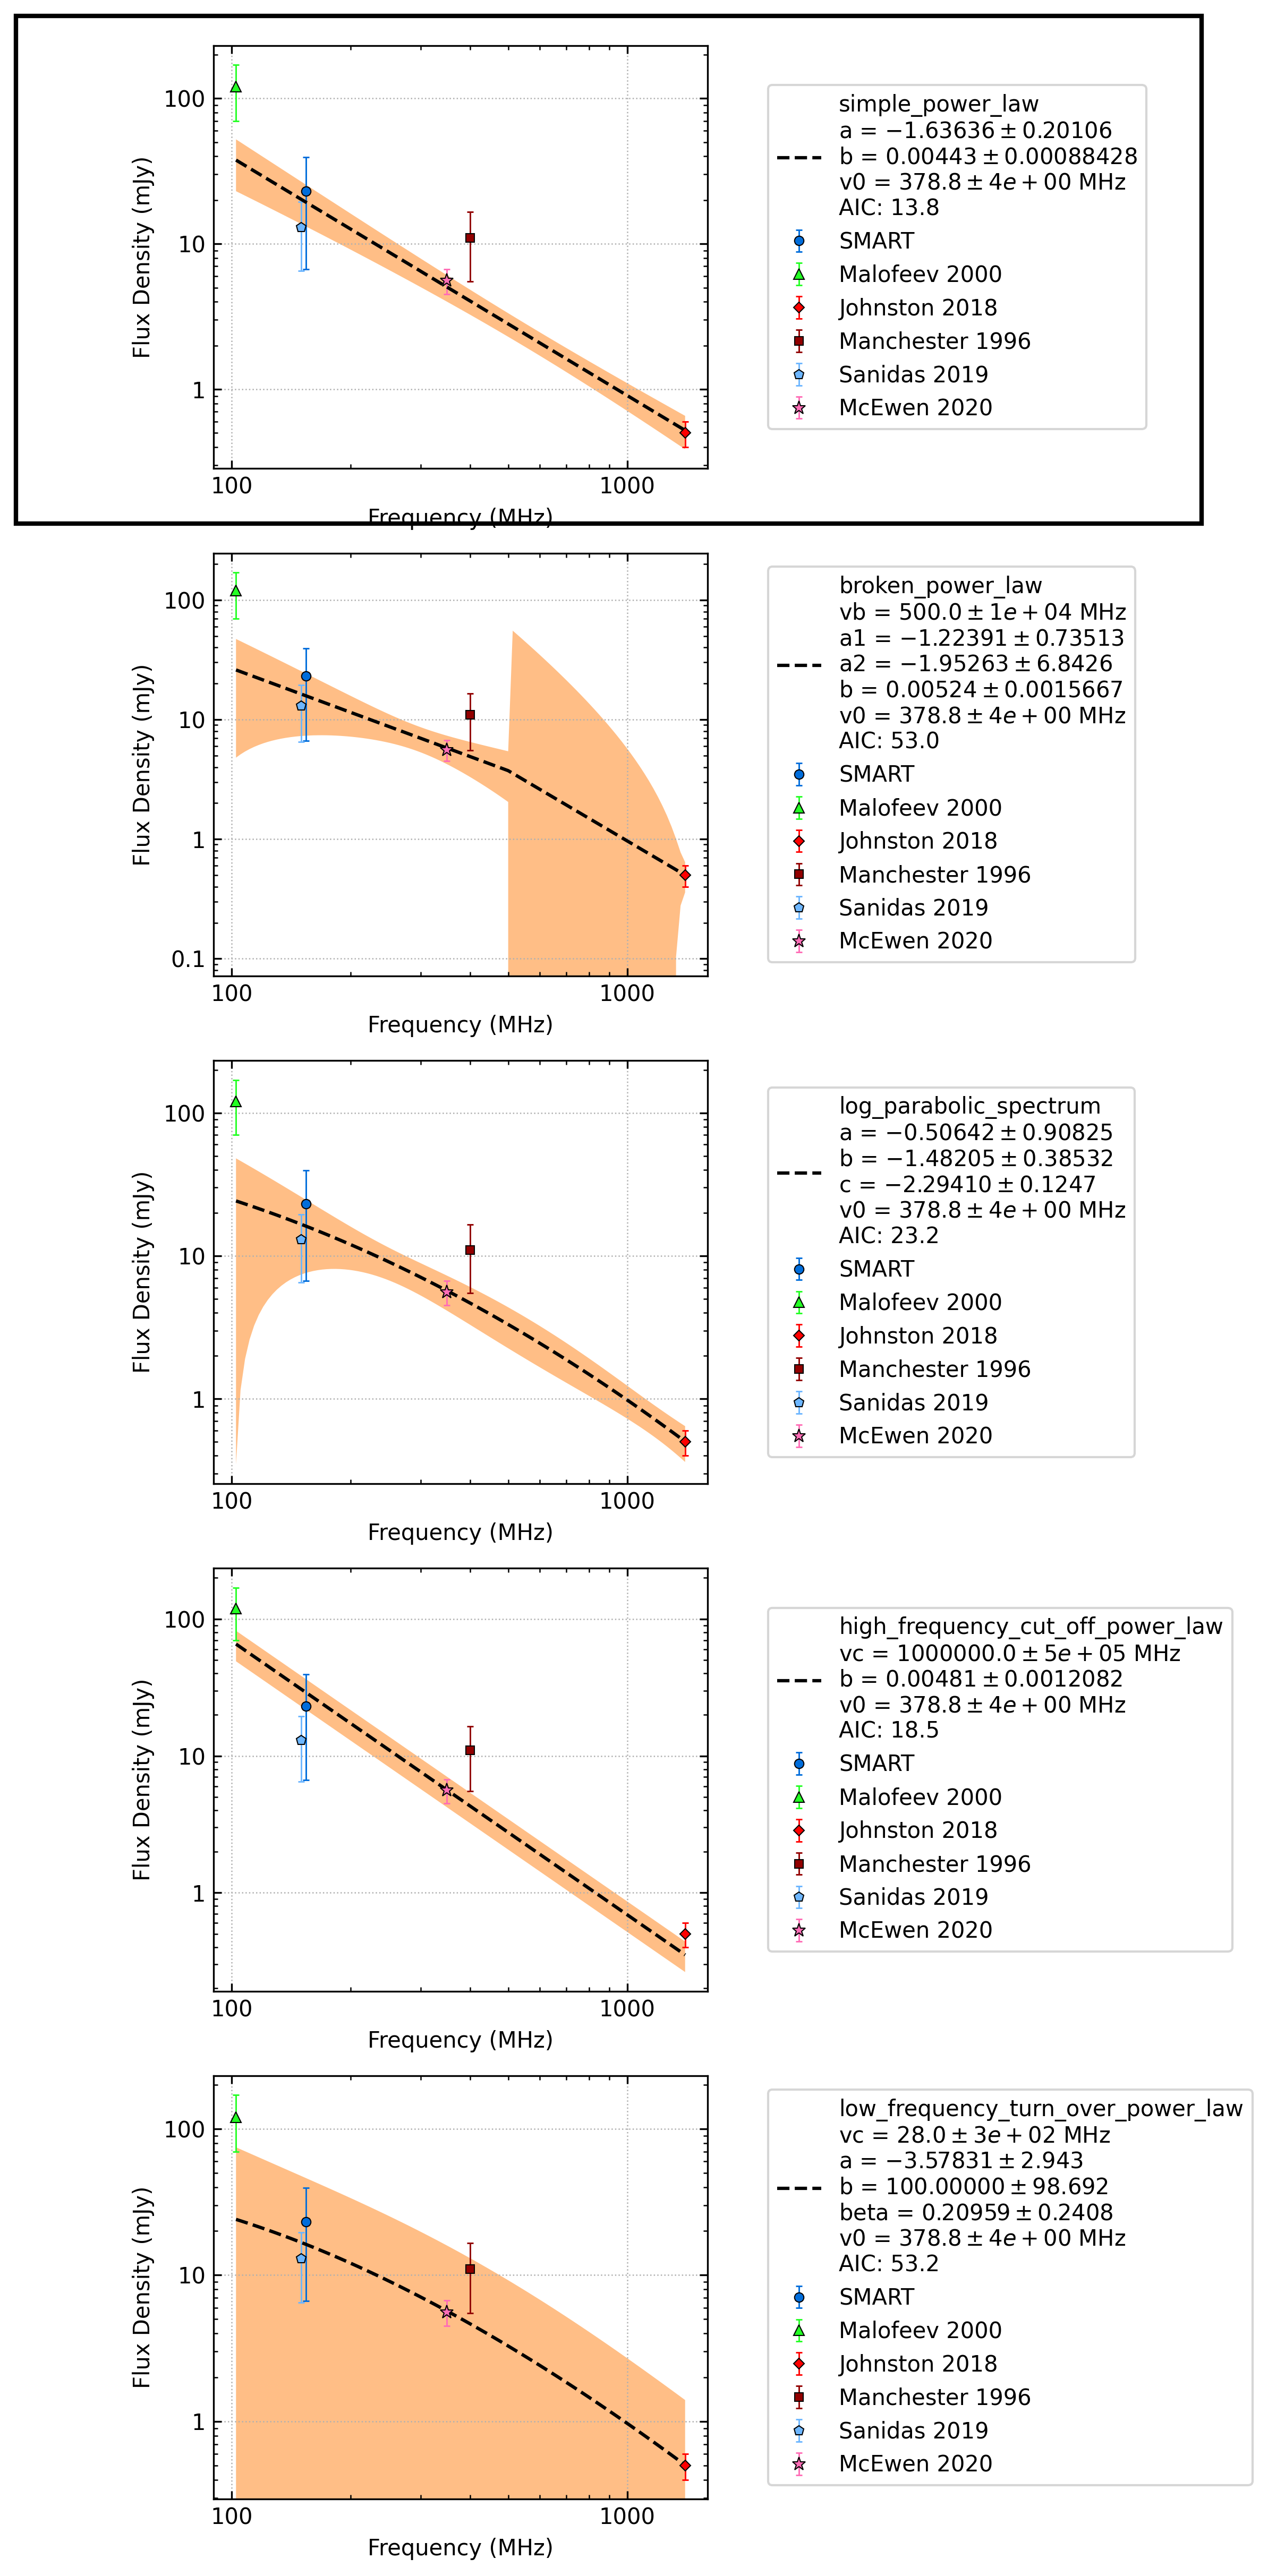 100
10
1
Flux Density (mJy)
100
1000
Frequency (MHz)
simple_power_law
a = −1.63636 ± 0.20106
b = 0.00443 ± 0.00088428
v0 = 378.8 ± 4e + 00 MHz
AIC: 13.8
SMART
Malofeev 2000
Johnston 2018
Manchester 1996
Sanidas 2019
McEwen 2020
100
10
1
0.1
Flux Density (mJy)
100
1000
Frequency (MHz)
broken_power_law
vb = 500.0 ± 1e + 04 MHz
a1 = −1.22391 ± 0.73513
a2 = −1.95263 ± 6.8426
b = 0.00524 ± 0.0015667
v0 = 378.8 ± 4e + 00 MHz
AIC: 53.0
SMART
Malofeev 2000
Johnston 2018
Manchester 1996
Sanidas 2019
McEwen 2020
100
10
1
Flux Density (mJy)
100
1000
Frequency (MHz)
log_parabolic_spectrum
a = −0.50642 ± 0.90825
b = −1.48205 ± 0.38532
c = −2.29410 ± 0.1247
v0 = 378.8 ± 4e + 00 MHz
AIC: 23.2
SMART
Malofeev 2000
Johnston 2018
Manchester 1996
Sanidas 2019
McEwen 2020
100
10
1
Flux Density (mJy)
100
1000
Frequency (MHz)
high_frequency_cut_off_power_law
vc = 1000000.0 ± 5e + 05 MHz
b = 0.00481 ± 0.0012082
v0 = 378.8 ± 4e + 00 MHz
AIC: 18.5
SMART
Malofeev 2000
Johnston 2018
Manchester 1996
Sanidas 2019
McEwen 2020
100
10
1
Flux Density (mJy)
100
1000
Frequency (MHz)
low_frequency_turn_over_power_law
vc = 28.0 ± 3e + 02 MHz
a = −3.57831 ± 2.943
b = 100.00000 ± 98.692
beta = 0.20959 ± 0.2408
v0 = 378.8 ± 4e + 00 MHz
AIC: 53.2
SMART
Malofeev 2000
Johnston 2018
Manchester 1996
Sanidas 2019
McEwen 2020